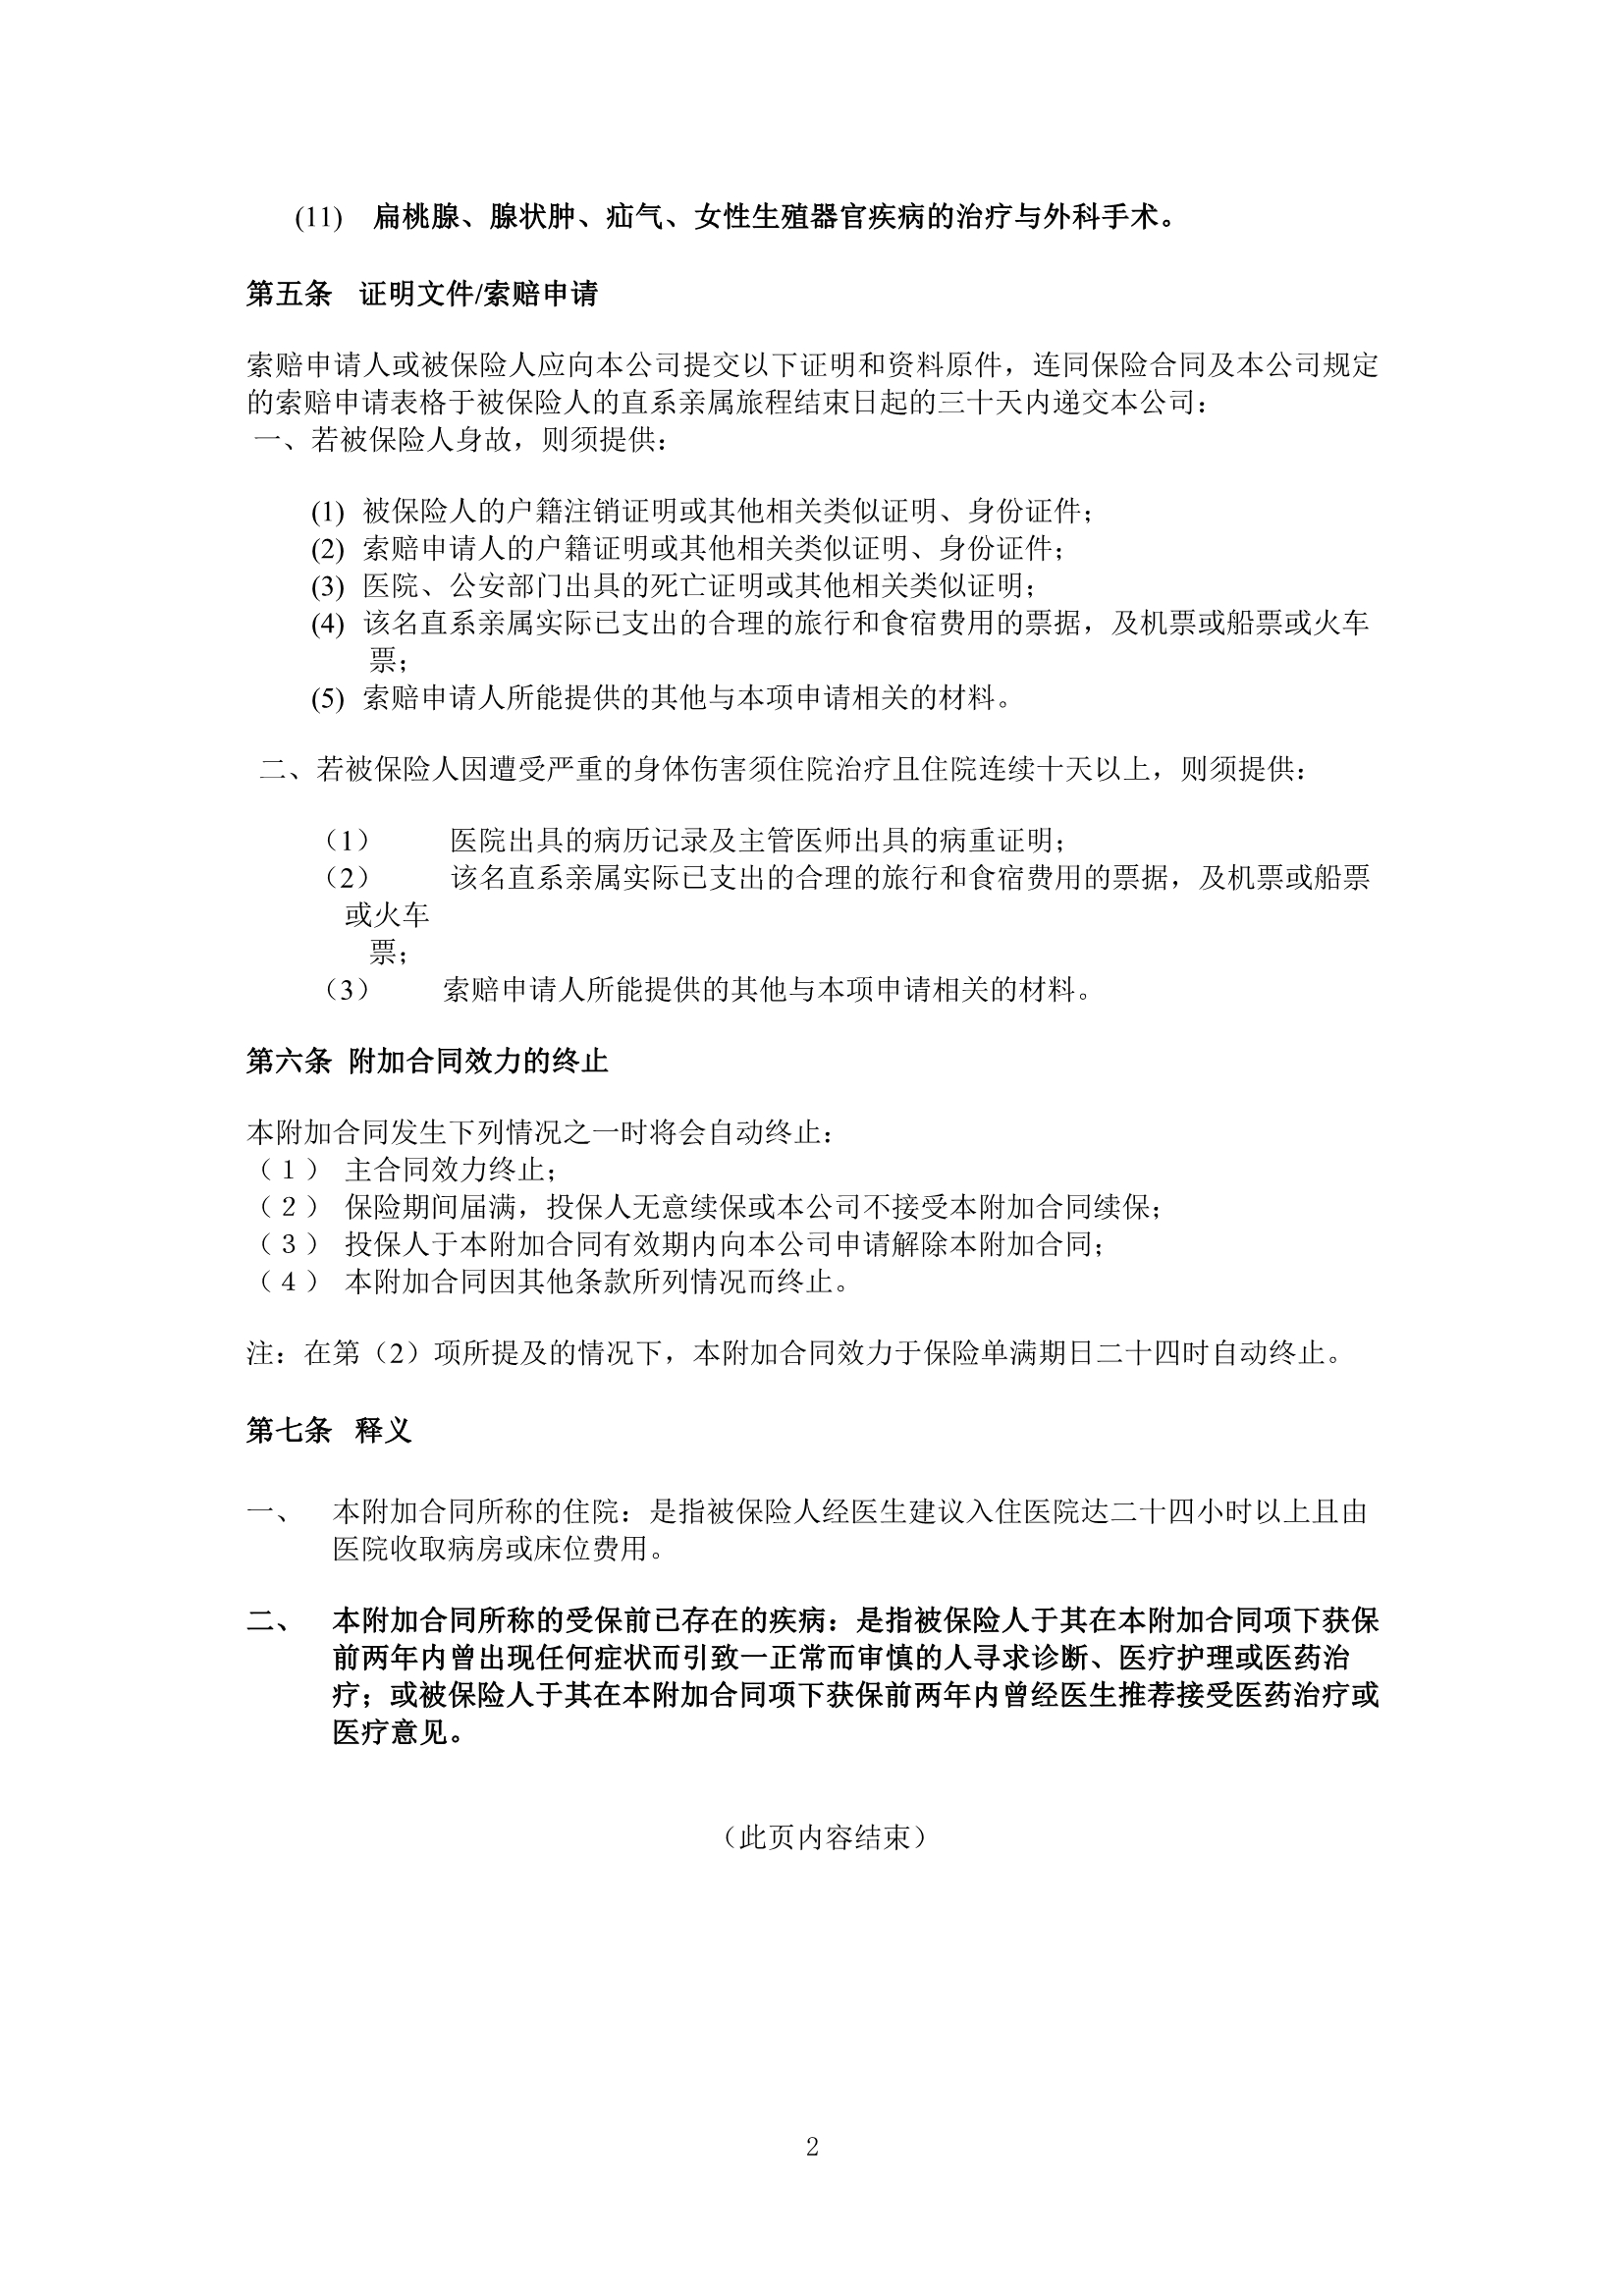 (11) 扁桃腺、腺状肿、疝气、女性生殖器官疾病的治疗与外科手术。
第五条 证明文件/索赔申请
索赔申请人或被保险人应向本公司提交以下证明和资料原件，连同保险合同及本公司规定
的索赔申请表格于被保险人的直系亲属旅程结束日起的三十天内递交本公司：
一、若被保险人身故，则须提供：
(1) 被保险人的户籍注销证明或其他相关类似证明、身份证件；
(2) 索赔申请人的户籍证明或其他相关类似证明、身份证件；
(3) 医院、公安部门出具的死亡证明或其他相关类似证明；
(4) 该名直系亲属实际已支出的合理的旅行和食宿费用的票据，及机票或船票或火车
票；
(5) 索赔申请人所能提供的其他与本项申请相关的材料。
二、若被保险人因遭受严重的身体伤害须住院治疗且住院连续十天以上，则须提供：
（1） 医院出具的病历记录及主管医师出具的病重证明；
（2） 该名直系亲属实际已支出的合理的旅行和食宿费用的票据，及机票或船票
或火车
票；
（3） 索赔申请人所能提供的其他与本项申请相关的材料。
第六条 附加合同效力的终止
本附加合同发生下列情况之一时将会自动终止：
（１） 主合同效力终止；
（２） 保险期间届满，投保人无意续保或本公司不接受本附加合同续保；
（３） 投保人于本附加合同有效期内向本公司申请解除本附加合同；
（４） 本附加合同因其他条款所列情况而终止。
注：在第（2）项所提及的情况下，本附加合同效力于保险单满期日二十四时自动终止。
第七条 释义
一、 本附加合同所称的住院：是指被保险人经医生建议入住医院达二十四小时以上且由
医院收取病房或床位费用。
二、 本附加合同所称的受保前已存在的疾病：是指被保险人于其在本附加合同项下获保
前两年内曾出现任何症状而引致一正常而审慎的人寻求诊断、医疗护理或医药治
疗；或被保险人于其在本附加合同项下获保前两年内曾经医生推荐接受医药治疗或
医疗意见。
（此页内容结束）
2